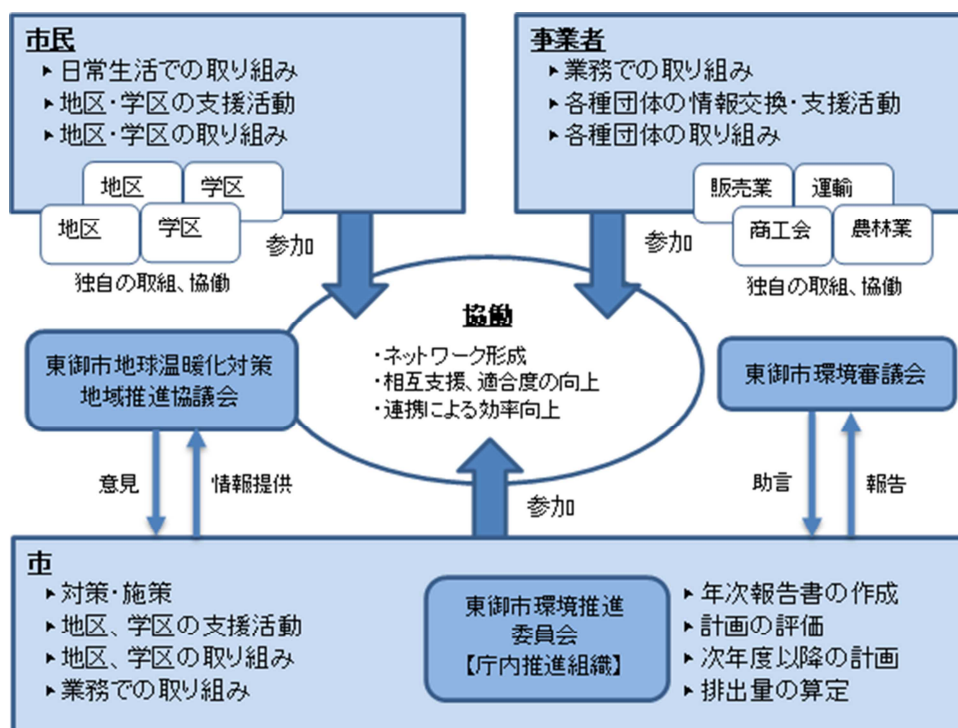 市民
▸ 日常生活での取り組み
▸ 地区・学区の支援活動
▸ 地区・学区の取り組み
地区
学区
地区
学区
独自の取組、協働
参加
事業者
▸ 業務での取り組み
▸ 各種団体の情報交換・支援活動
▸ 各種団体の取り組み
販売業
運輸
商工会
農林業
独自の取組、協働
参加
協働
・ネットワーク形成
・相互支援、適合度の向上
・連携による効率向上
東御市地球温暖化対策
地域推進協議会
意見
情報提供
東御市環境審議会
助言
報告
参加
市
▸ 対策・施策
▸ 地区、学区の支援活動
▸ 地区、学区の取り組み
▸ 業務での取り組み
東御市環境推進
委員会
【庁内推進組織】
▸ 年次報告書の作成
▸ 計画の評価
▸ 次年度以降の計画
▸ 排出量の算定